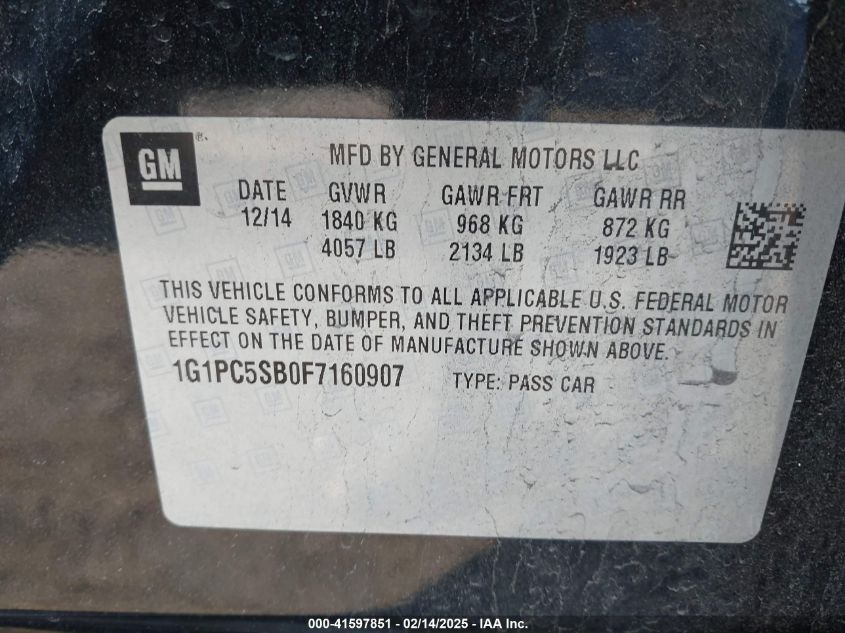 GM ®.
MFD BY GENERAL MOTORS LLC
DATE GVWR GAWR FRT GAWR RR
12/14 1840 KG 968 KG 872 KG
4057 LB 2134 LB 1923 LB
THIS VEHICLE CONFORMS TO ALL APPLICABLE U.S. FEDERAL MOTOR
VEHICLE SAFETY, BUMPER, AND THEFT PREVENTION STANDARDS IN
EFFECT ON THE DATE OF MANUFACTURE SHOWN ABOVE.
1G1PC5SB0F7160907 TYPE: PASS CAR
000-41597851 - 02/14/2025 - © IAA, Inc.